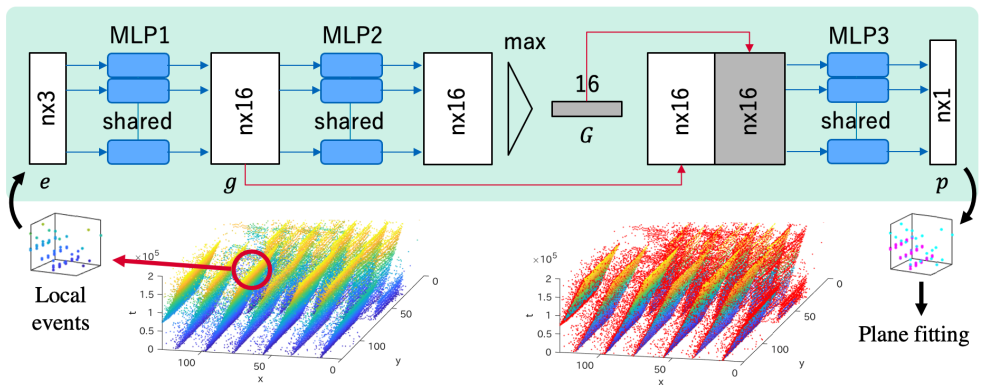 MLP1
MLP2
max
MLP3
nx3
shared
nx16
shared
nx16
16
G
nx16
nx16
shared
nx1
e
g
p
Local
events
×10⁵
2
1.5
1
0.5
0
t
100
50
0
x
0
50
100
y
×10⁵
2
1.5
1
0.5
0
t
100
50
0
x
0
50
100
y
Plane fitting